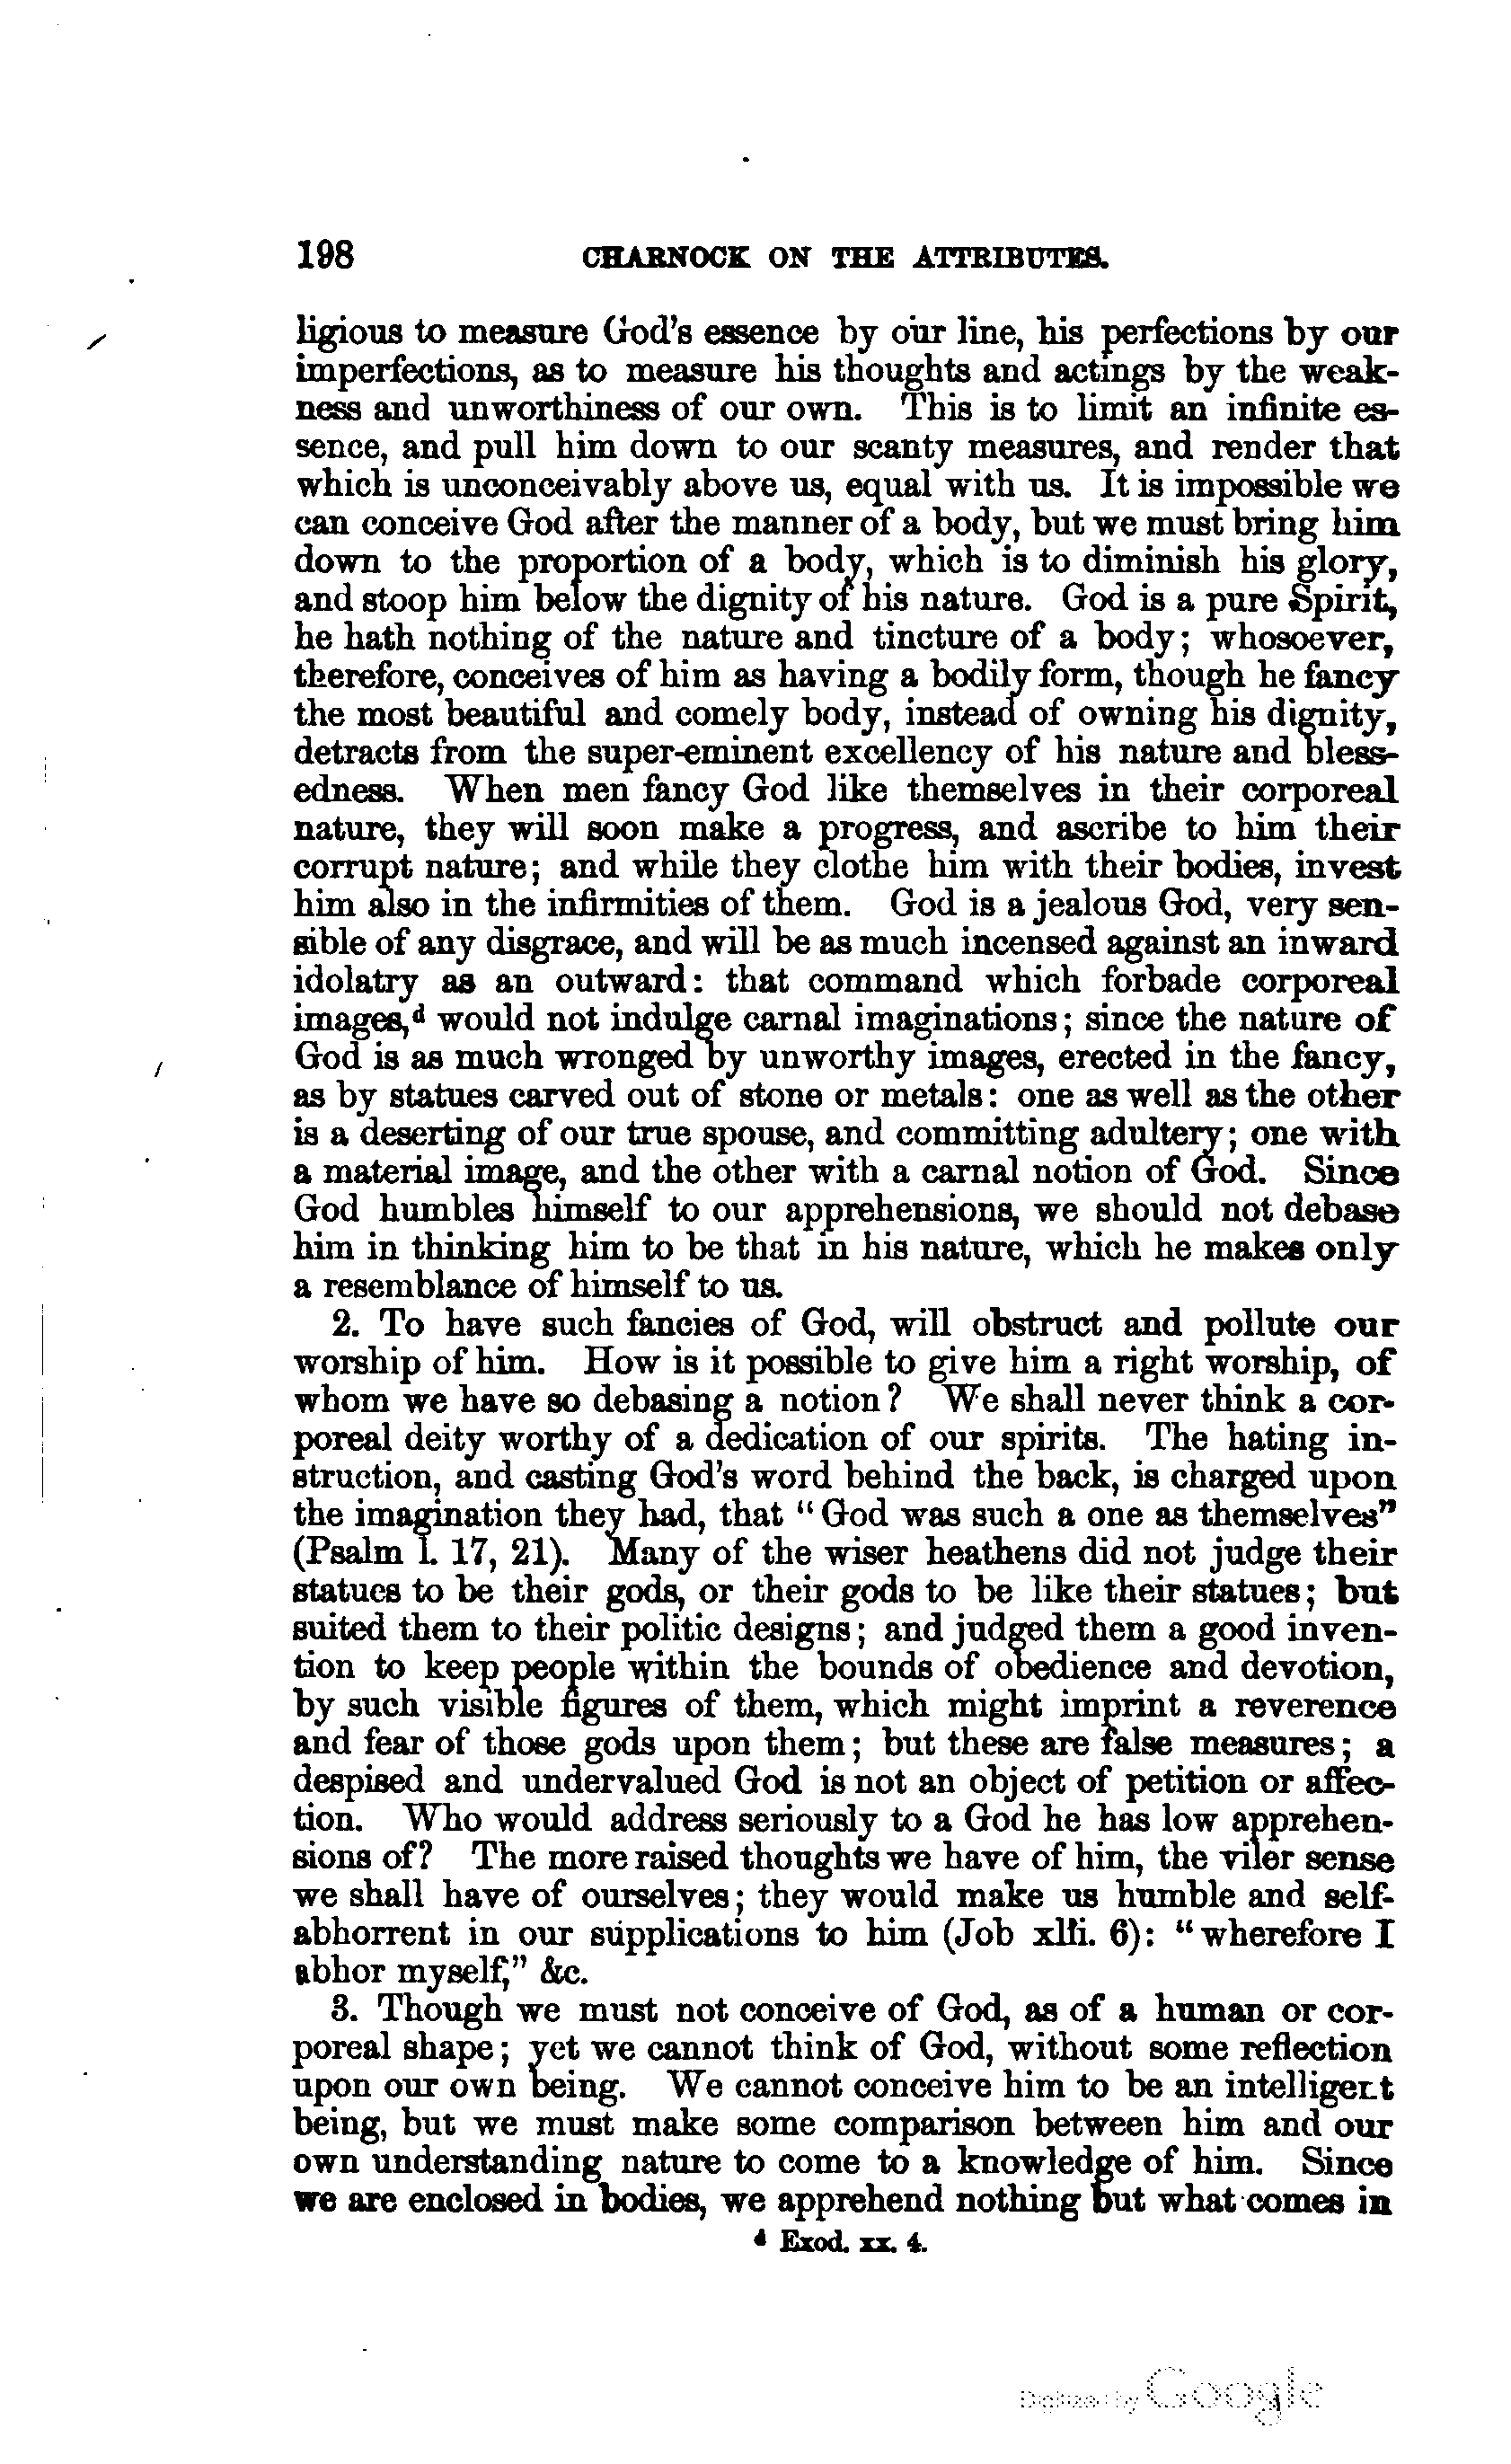 198 CHARNOCK ON THE ATTRIBUTES.
ligious to measure God's essence by our line, his perfections by our
imperfections, as to measure his thoughts and actings by the weak-
ness and unworthiness of our own. This is to limit an infinite es-
sence, and pull him down to our scanty measures, and render that
which is unconceivably above us, equal with us. It is impossible we
can conceive God after the manner of a body, but we must bring him
down to the proportion of a body, which is to diminish his glory,
and stoop him below the dignity of his nature. God is a pure Spirit,
he hath nothing of the nature and tincture of a body; whosoever,
therefore, conceives of him as having a bodily form, though he fancy
the most beautiful and comely body, instead of owning his dignity,
detracts from the super-eminent excellency of his nature and bless-
edness. When men fancy God like themselves in their corporeal
nature, they will soon make a progress, and ascribe to him their
corrupt nature; and while they clothe him with their bodies, invest
him also in the infirmities of them. God is a jealous God, very sen-
sible of any disgrace, and will be as much incensed against an inward
idolatry as an outward: that command which forbade corporeal
images,d would not indulge carnal imaginations; since the nature of
God is as much wronged by unworthy images, erected in the fancy,
as by statues carved out of stone or metals: one as well as the other
is a deserting of our true spouse, and committing adultery; one with
a material image, and the other with a carnal notion of God. Since
God humbles himself to our apprehensions, we should not debase
him in thinking him to be that in his nature, which he makes only
a resemblance of himself to us.
2. To have such fancies of God, will obstruct and pollute our
worship of him. How is it possible to give him a right worship, of
whom we have so debasing a notion? We shall never think a cor-
poreal deity worthy of a dedication of our spirits. The hating in-
struction, and casting God's word behind the back, is charged upon
the imagination they had, that "God was such a one as themselves"
(Psalm l. 17, 21). Many of the wiser heathens did not judge their
statues to be their gods, or their gods to be like their statues; but
suited them to their politic designs; and judged them a good inven-
tion to keep people within the bounds of obedience and devotion,
by such visible figures of them, which might imprint a reverence
and fear of those gods upon them; but these are false measures; a
despised and undervalued God is not an object of petition or affec-
tion. Who would address seriously to a God he has low apprehen-
sions of? The more raised thoughts we have of him, the viler sense
we shall have of ourselves; they would make us humble and self-
abhorrent in our supplications to him (Job xlii. 6): "wherefore I
abhor myself," &c.
3. Though we must not conceive of God, as of a human or cor-
poreal shape; yet we cannot think of God, without some reflection
upon our own being. We cannot conceive him to be an intelligent
being, but we must make some comparison between him and our
own understanding nature to come to a knowledge of him. Since
we are enclosed in bodies, we apprehend nothing but what comes in
d Exod. xx. 4.
Digitized by Google